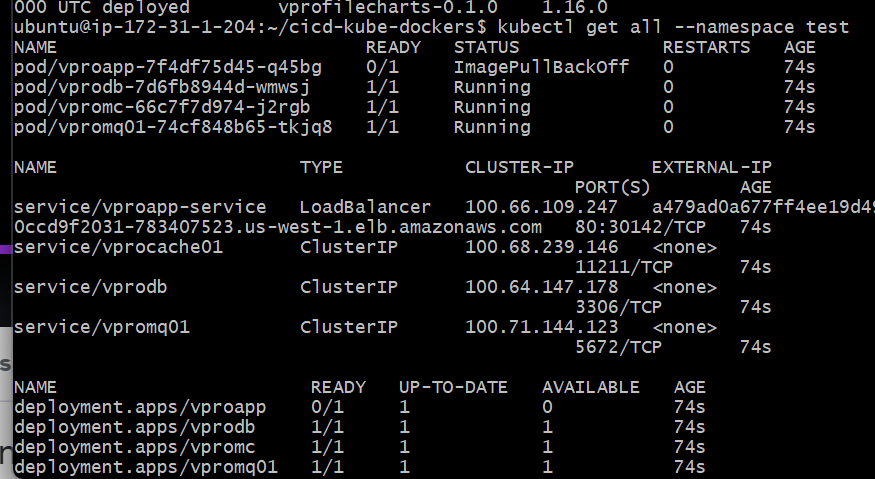 000 UTC deployed        vprofilecharts-0.1.0    1.16.0
ubuntu@ip-172-31-1-204:~/cicd-kube-dockers$ kubectl get all --namespace test
NAME                            READY   STATUS             RESTARTS   AGE
pod/vproapp-7f4df75d45-q45bg    0/1     ImagePullBackOff   0          74s
pod/vprodb-7d6fb8944d-wmwsj     1/1     Running            0          74s
pod/vpromc-66c7f7d974-j2rgb     1/1     Running            0          74s
pod/vpromq01-74cf848b65-tkjq8   1/1     Running            0          74s
NAME                      TYPE           CLUSTER-IP       EXTERNAL-IP
PORT(S)        AGE
service/vproapp-service   LoadBalancer   100.66.109.247   a479ad0a677ff4ee19d49
0ccd9f2031-783407523.us-west-1.elb.amazonaws.com   80:30142/TCP   74s
service/vprocache01       ClusterIP      100.68.239.146   <none>
11211/TCP      74s
service/vprodb            ClusterIP      100.64.147.178   <none>
3306/TCP       74s
service/vpromq01          ClusterIP      100.71.144.123   <none>
5672/TCP       74s
NAME                       READY   UP-TO-DATE   AVAILABLE   AGE
deployment.apps/vproapp    0/1     1            0           74s
deployment.apps/vprodb     1/1     1            1           74s
deployment.apps/vpromc     1/1     1            1           74s
deployment.apps/vpromq01   1/1     1            1           74s